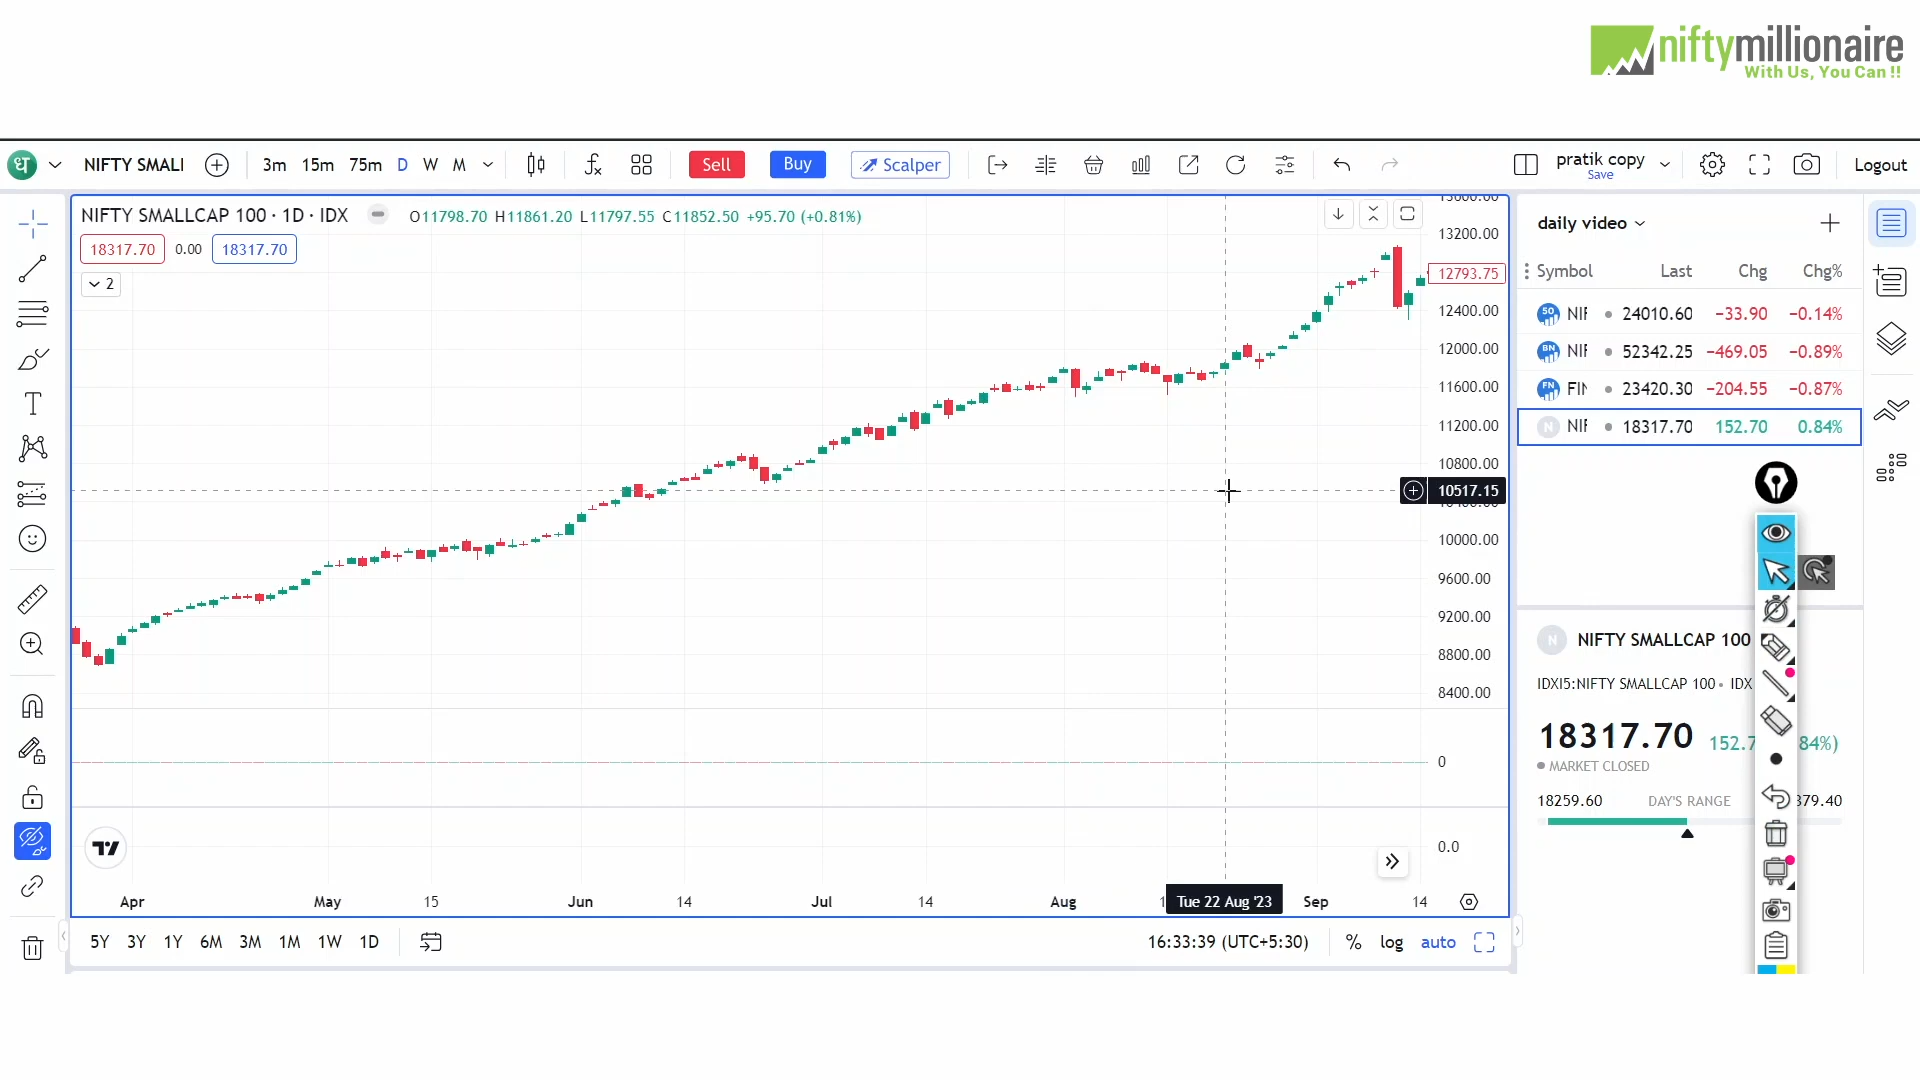 niftymillionaire
With Us, You Can !!
धन NIFTY SMALL 3m 15m 75m D W M Sell Buy Scalper pratik copy Save Logout
NIFTY SMALLCAP 100 · 1D · IDX O11798.70 H11861.20 L11797.55 C11852.50 +95.70 (+0.81%)
18317.70 0.00 18317.70
2
13600.00
13200.00
12793.75
12400.00
12000.00
11600.00
11200.00
10800.00
10517.15
10400.00
10000.00
9600.00
9200.00
8800.00
8400.00
0
0.0
Apr May 15 Jun 14 Jul 14 Aug Tue 22 Aug '23 Sep 14
5Y 3Y 1Y 6M 3M 1M 1W 1D 16:33:39 (UTC+5:30) % log auto
daily video
Symbol Last Chg Chg%
50 NIF 24010.60 −33.90 −0.14%
BN NIF 52342.25 −469.05 −0.89%
FN FIN 23420.30 −204.55 −0.87%
N NIF 18317.70 152.70 0.84%
N NIFTY SMALLCAP 100
IDXI5:NIFTY SMALLCAP 100 • IDX
18317.70 152.7 84%)
MARKET CLOSED
18259.60 DAY'S RANGE 379.40